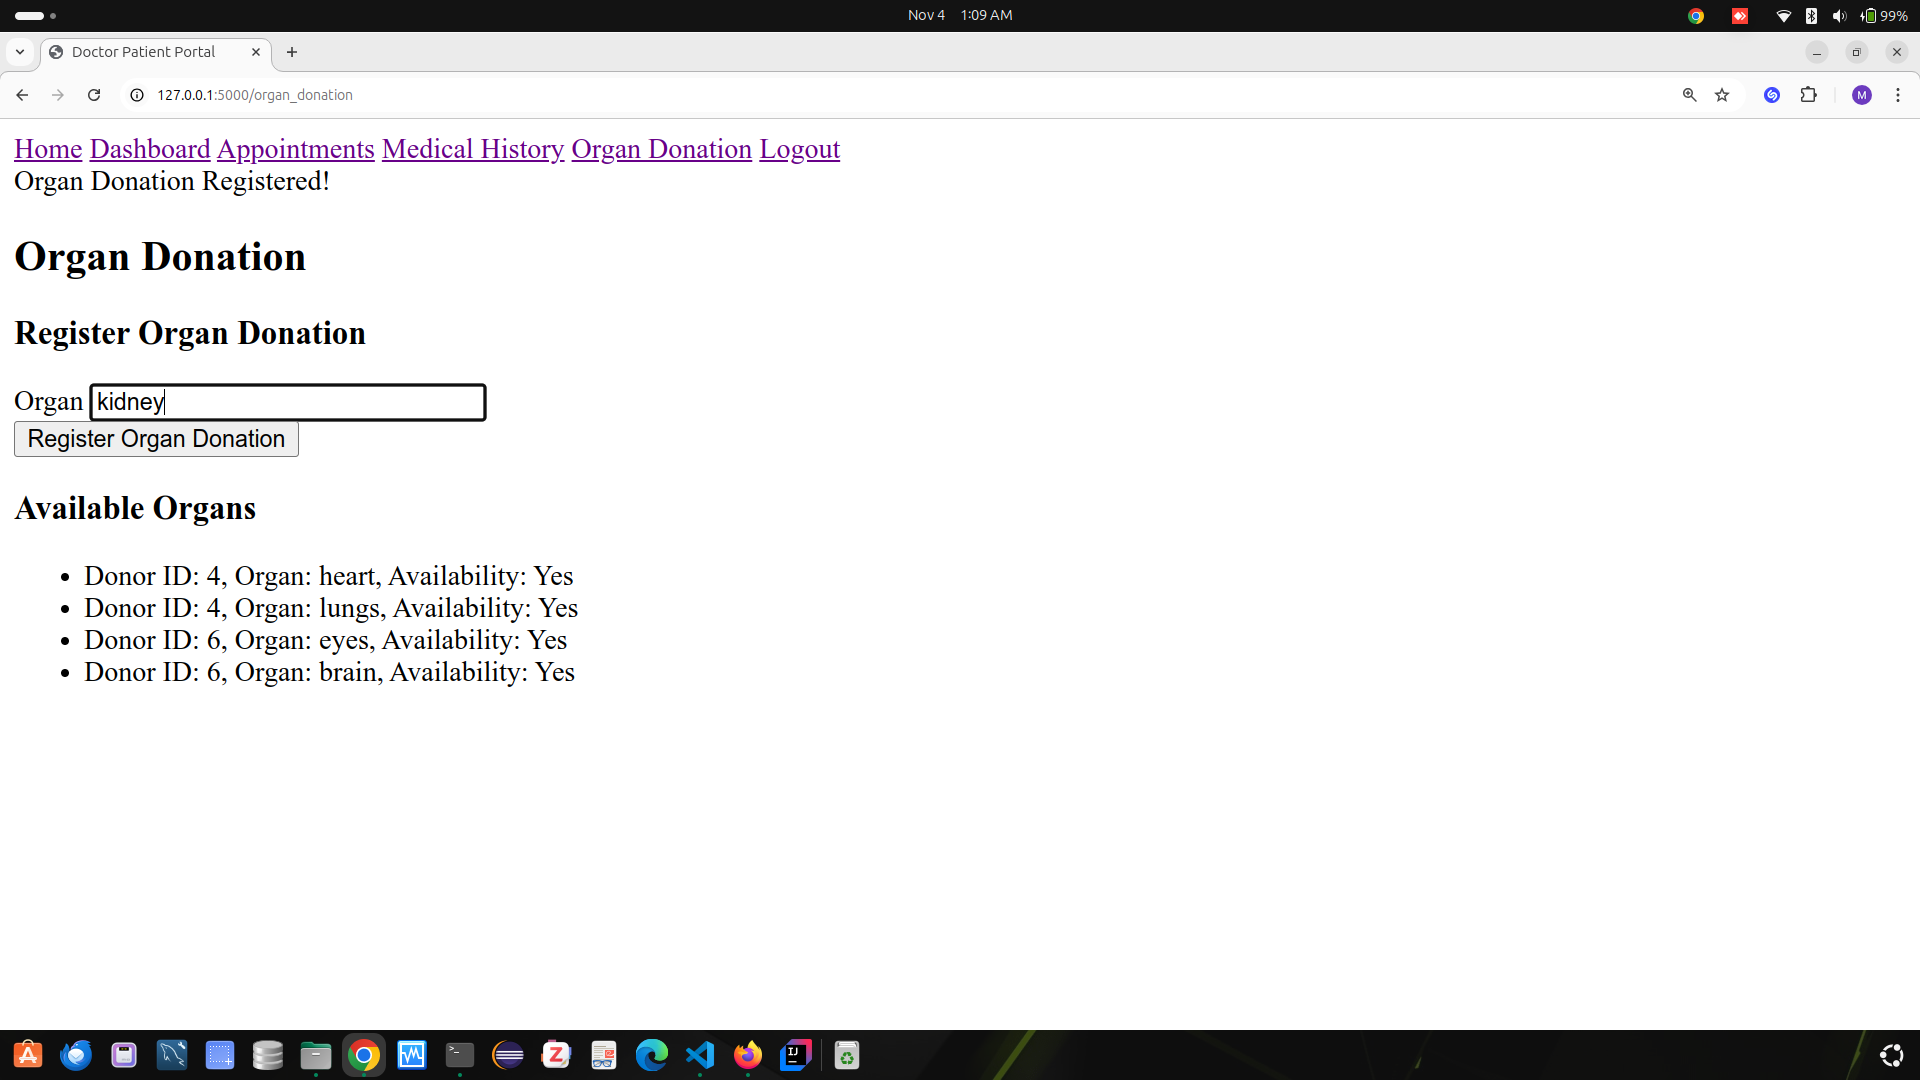 Nov 4 1:09 AM
99%
Doctor Patient Portal
127.0.0.1:5000/organ_donation
M
Home Dashboard Appointments Medical History Organ Donation Logout
Organ Donation Registered!
Organ Donation
Register Organ Donation
Organ kidney
Register Organ Donation
Available Organs
• Donor ID: 4, Organ: heart, Availability: Yes
• Donor ID: 4, Organ: lungs, Availability: Yes
• Donor ID: 6, Organ: eyes, Availability: Yes
• Donor ID: 6, Organ: brain, Availability: Yes
A >_ Z IJ